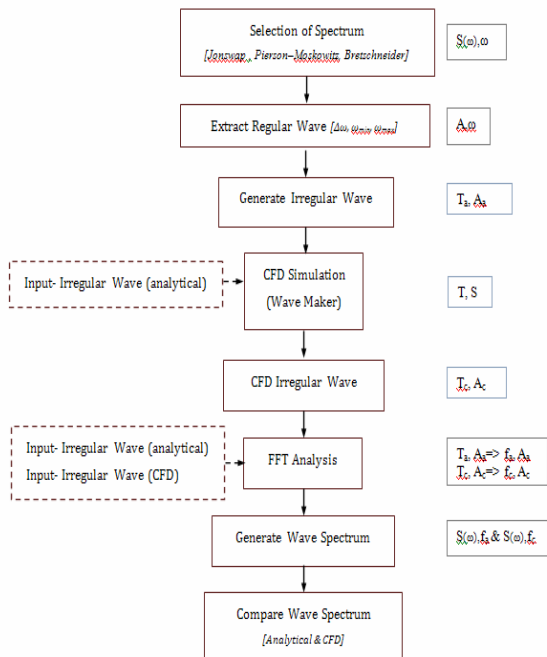 Selection of Spectrum
[Jonswap, Pierzon–Moskowitz, Bretschneider]
S(ω),ω
Extract Regular Wave [Δω, ωmin, ωmax]
A,ω
Generate Irregular Wave
Ta, Aa
Input- Irregular Wave (analytical)
CFD Simulation
(Wave Maker)
T, S
CFD Irregular Wave
Tc, Ac
Input- Irregular Wave (analytical)
Input- Irregular Wave (CFD)
FFT Analysis
Ta, Aa=> fa, Aa
Tc, Ac=> fc, Ac
Generate Wave Spectrum
S(ω),fa & S(ω),fc
Compare Wave Spectrum
[Analytical & CFD]